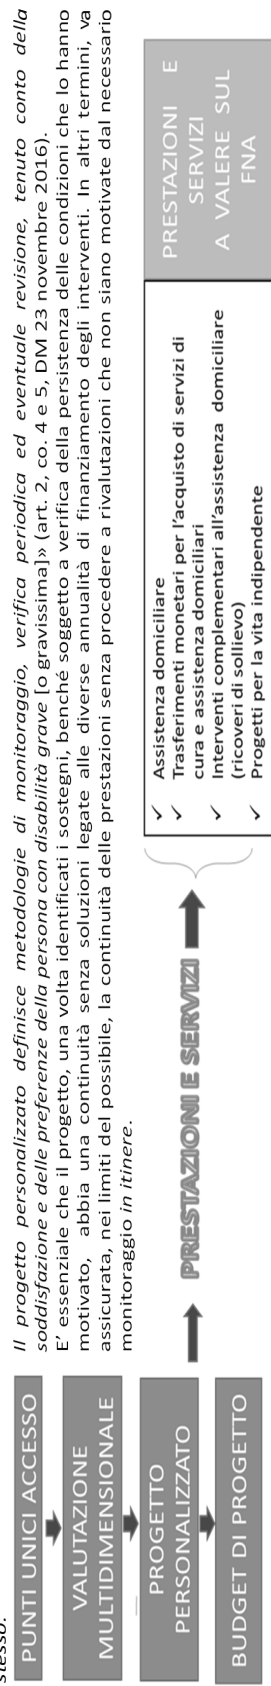 stesso.
Il progetto personalizzato definisce metodologie di monitoraggio, verifica periodica ed eventuale revisione, tenuto conto della
soddisfazione e delle preferenze della persona con disabilità grave [o gravissima]» (art. 2, co. 4 e 5, DM 23 novembre 2016).
E' essenziale che il progetto, una volta identificati i sostegni, benché soggetto a verifica della persistenza delle condizioni che lo hanno
motivato, abbia una continuità senza soluzioni legate alle diverse annualità di finanziamento degli interventi. In altri termini, va
assicurata, nei limiti del possibile, la continuità delle prestazioni senza procedere a rivalutazioni che non siano motivate dal necessario
monitoraggio in itinere.
PUNTI UNICI ACCESSO
VALUTAZIONE
MULTIDIMENSIONALE
PROGETTO
PERSONALIZZATO
BUDGET DI PROGETTO
PRESTAZIONI E SERVIZI
✓ Assistenza domiciliare
✓ Trasferimenti monetari per l'acquisto di servizi di
cura e assistenza domiciliari
✓ Interventi complementari all'assistenza domiciliare
(ricoveri di sollievo)
✓ Progetti per la vita indipendente
PRESTAZIONI E
SERVIZI
A VALERE SUL
FNA